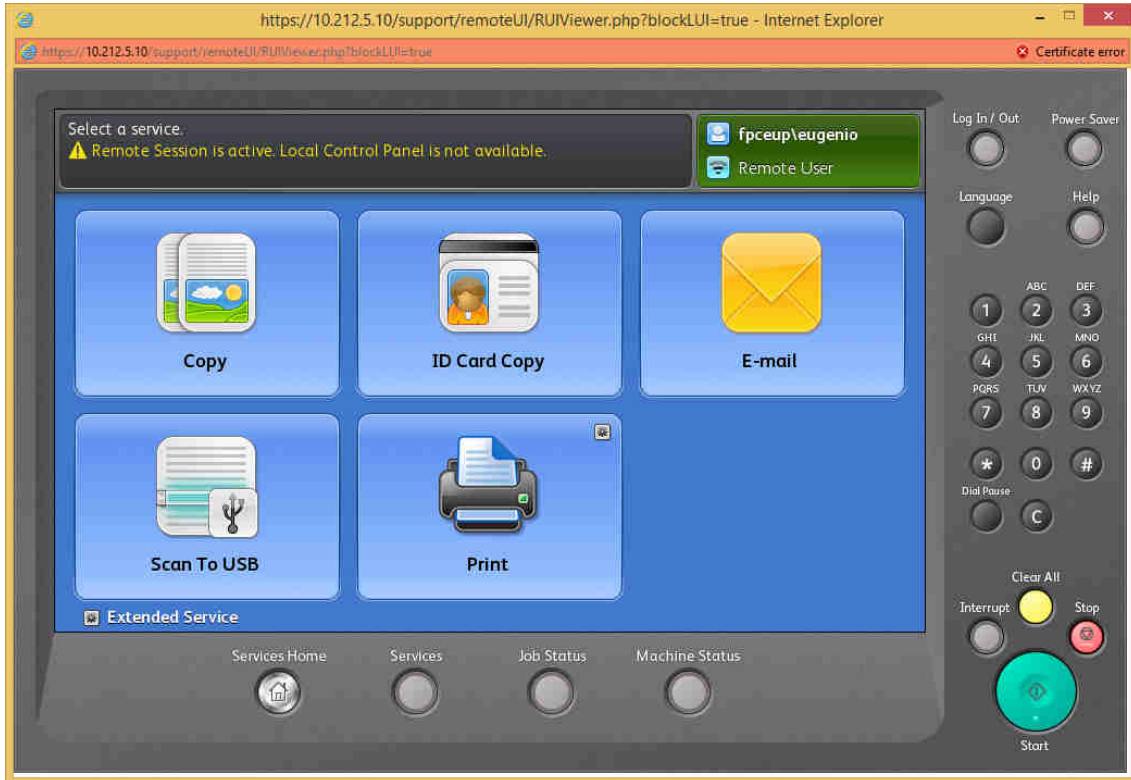 https://10.212.5.10/support/remoteUI/RUIViewer.php?blockLUI=true - Internet Explorer
https://10.212.5.10/support/remoteUI/RUIViewer.php?blockLUI=true
Certificate error
Select a service.
Remote Session is active. Local Control Panel is not available.
fpceup\eugenio
Remote User
Log In / Out
Power Saver
Language
Help
Copy
ID Card Copy
E-mail
ABC
DEF
1
2
3
GHI
JKL
MNO
4
5
6
PQRS
TUV
WXYZ
7
8
9
*
0
#
Dial Pause
C
Scan To USB
Print
Extended Service
Clear All
Interrupt
Stop
Services Home
Services
Job Status
Machine Status
Start